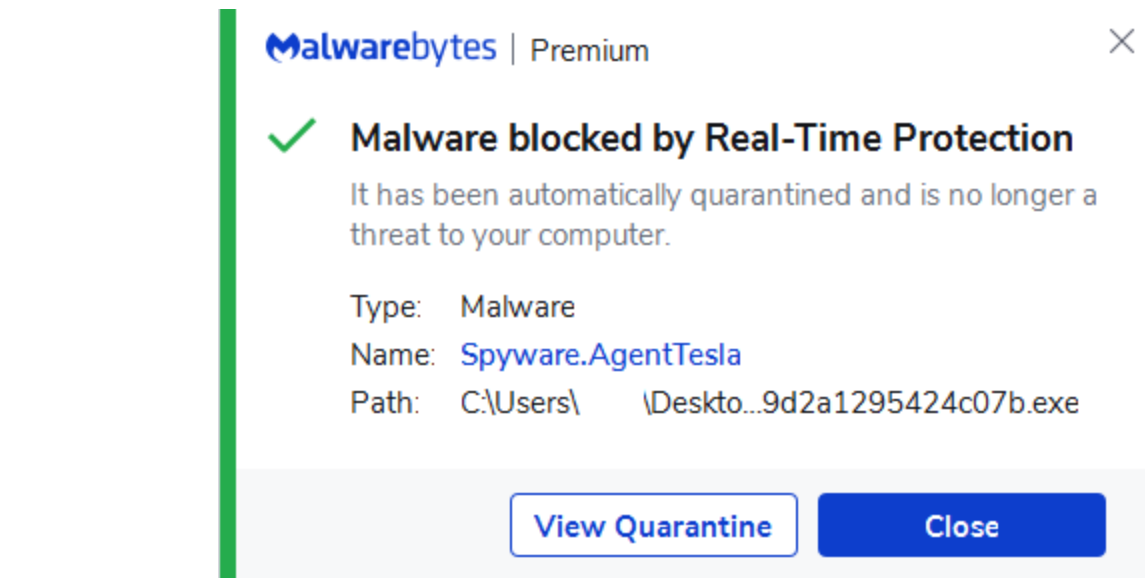 Malwarebytes | Premium
Malware blocked by Real-Time Protection
It has been automatically quarantined and is no longer a
threat to your computer.
Type: Malware
Name: Spyware.AgentTesla
Path: C:\Users\ \Deskto...9d2a1295424c07b.exe
View Quarantine Close